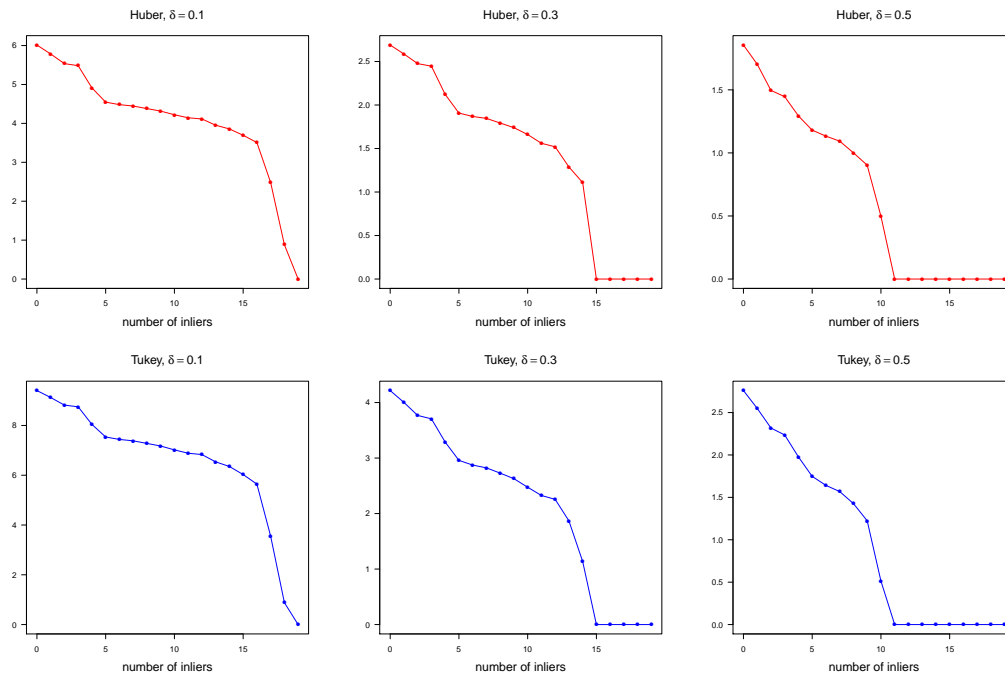 Huber, δ = 0.1
6
5
4
3
2
1
0
0 5 10 15
number of inliers
Huber, δ = 0.3
2.5
2.0
1.5
1.0
0.5
0.0
0 5 10 15
number of inliers
Huber, δ = 0.5
1.5
1.0
0.5
0.0
0 5 10 15
number of inliers
Tukey, δ = 0.1
8
6
4
2
0
0 5 10 15
number of inliers
Tukey, δ = 0.3
4
3
2
1
0
0 5 10 15
number of inliers
Tukey, δ = 0.5
2.5
2.0
1.5
1.0
0.5
0.0
0 5 10 15
number of inliers